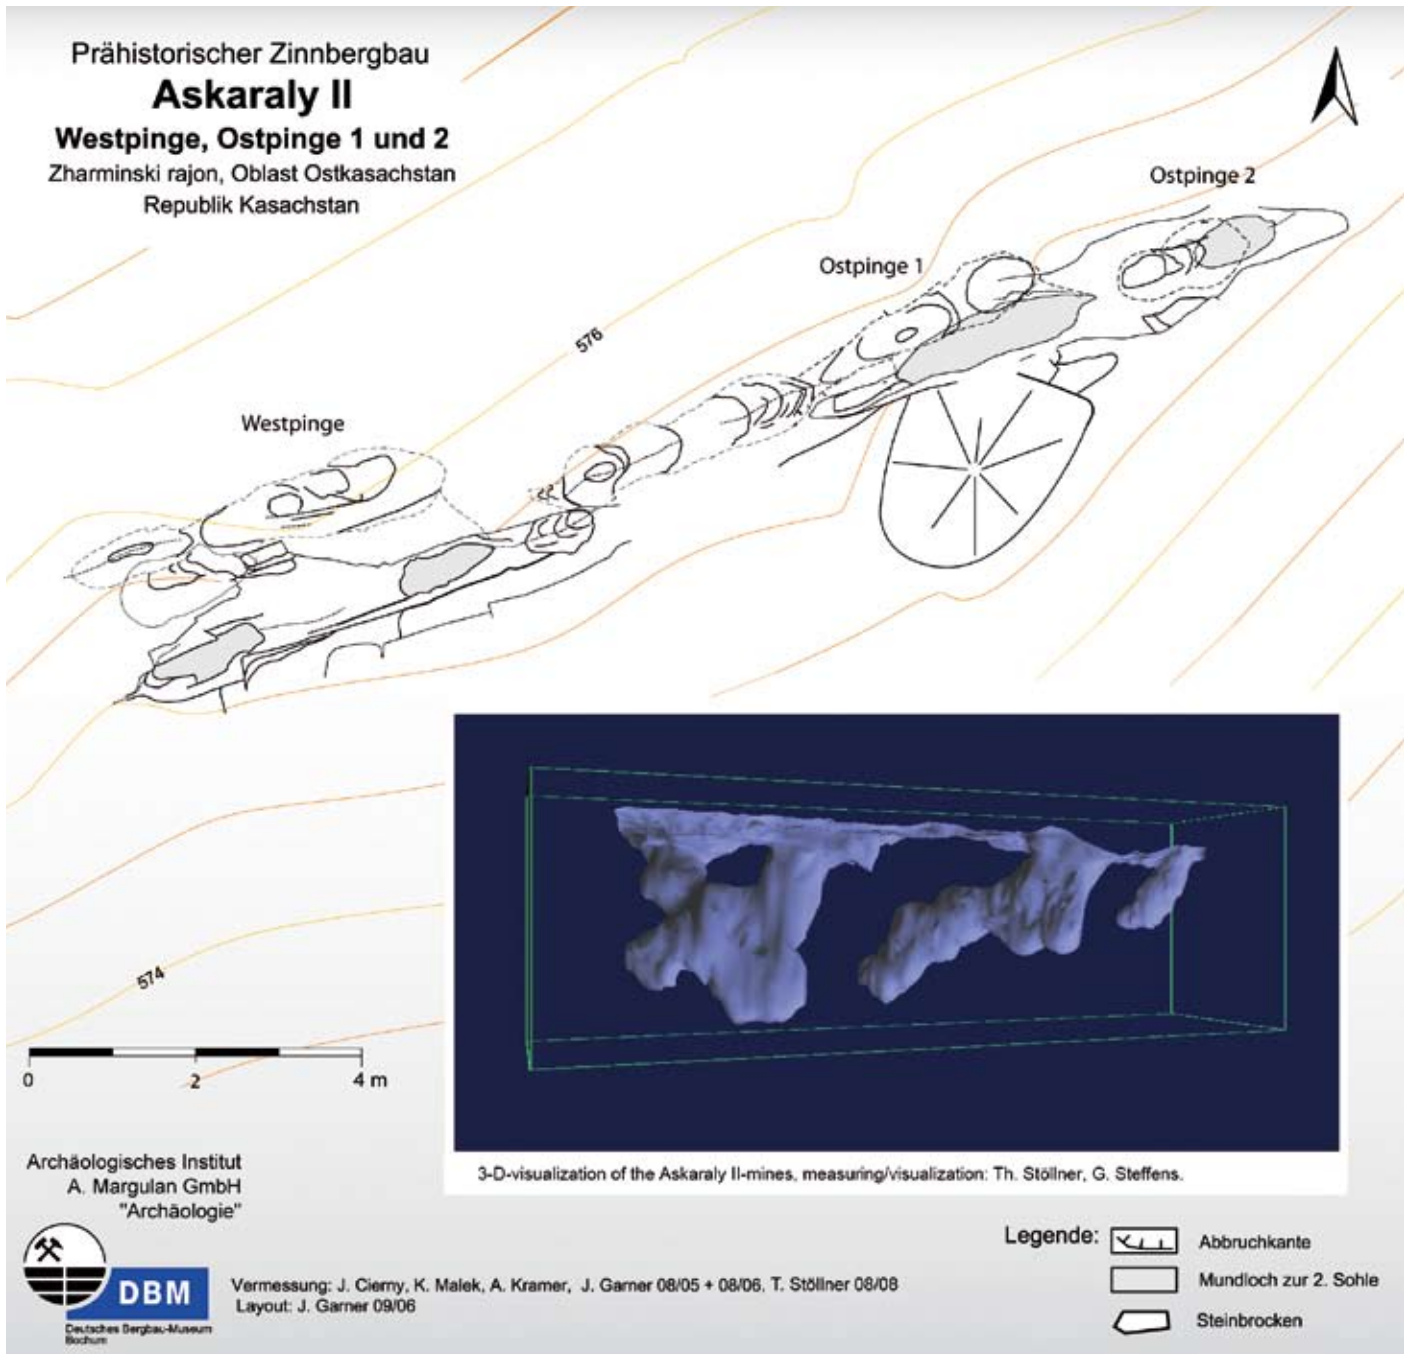 Prähistorischer Zinnbergbau
Askaraly II
Westpinge, Ostpinge 1 und 2
Zharminski rajon, Oblast Ostkasachstan
Republik Kasachstan
Ostpinge 2
Ostpinge 1
576
Westpinge
574
0 2 4 m
3-D-visualization of the Askaraly II-mines, measuring/visualization: Th. Stöllner, G. Steffens.
Archäologisches Institut
A. Margulan GmbH
"Archäologie"
DBM
Deutsches Bergbau-Museum
Bochum
Vermessung: J. Cierny, K. Malek, A. Kramer, J. Garner 08/05 + 08/06, T. Stöllner 08/08
Layout: J. Garner 09/06
Legende:
Abbruchkante
Mundloch zur 2. Sohle
Steinbrocken